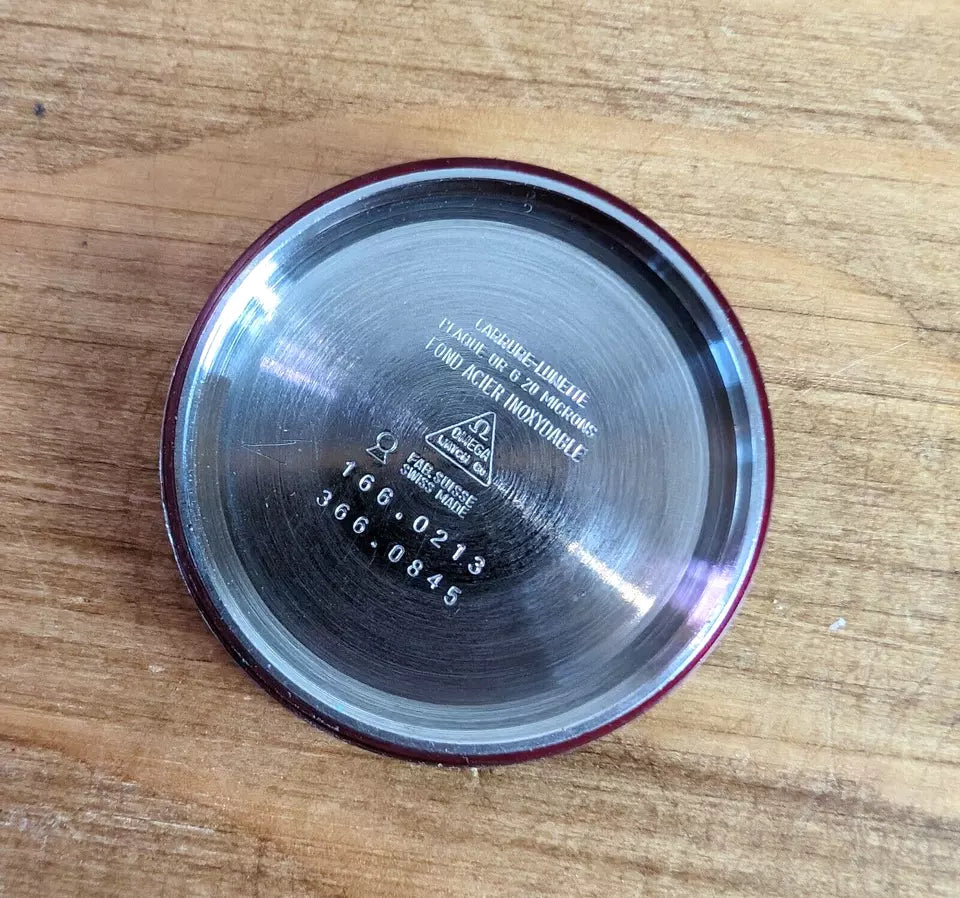 CARRURE-LUNETTE
PLAQUE OR G 20 MICRONS
FOND ACIER INOXYDABLE
Ω
OMEGA
WATCH Co.
FAB. SUISSE
SWISS MADE
166.0213
366.0845